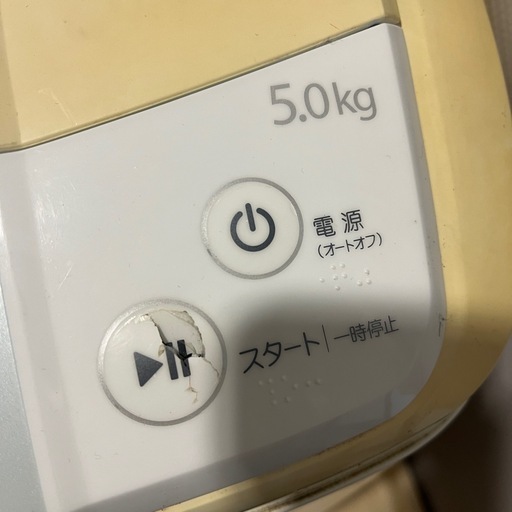 5.0kg
電源
(オートオフ)
スタート|一時停止